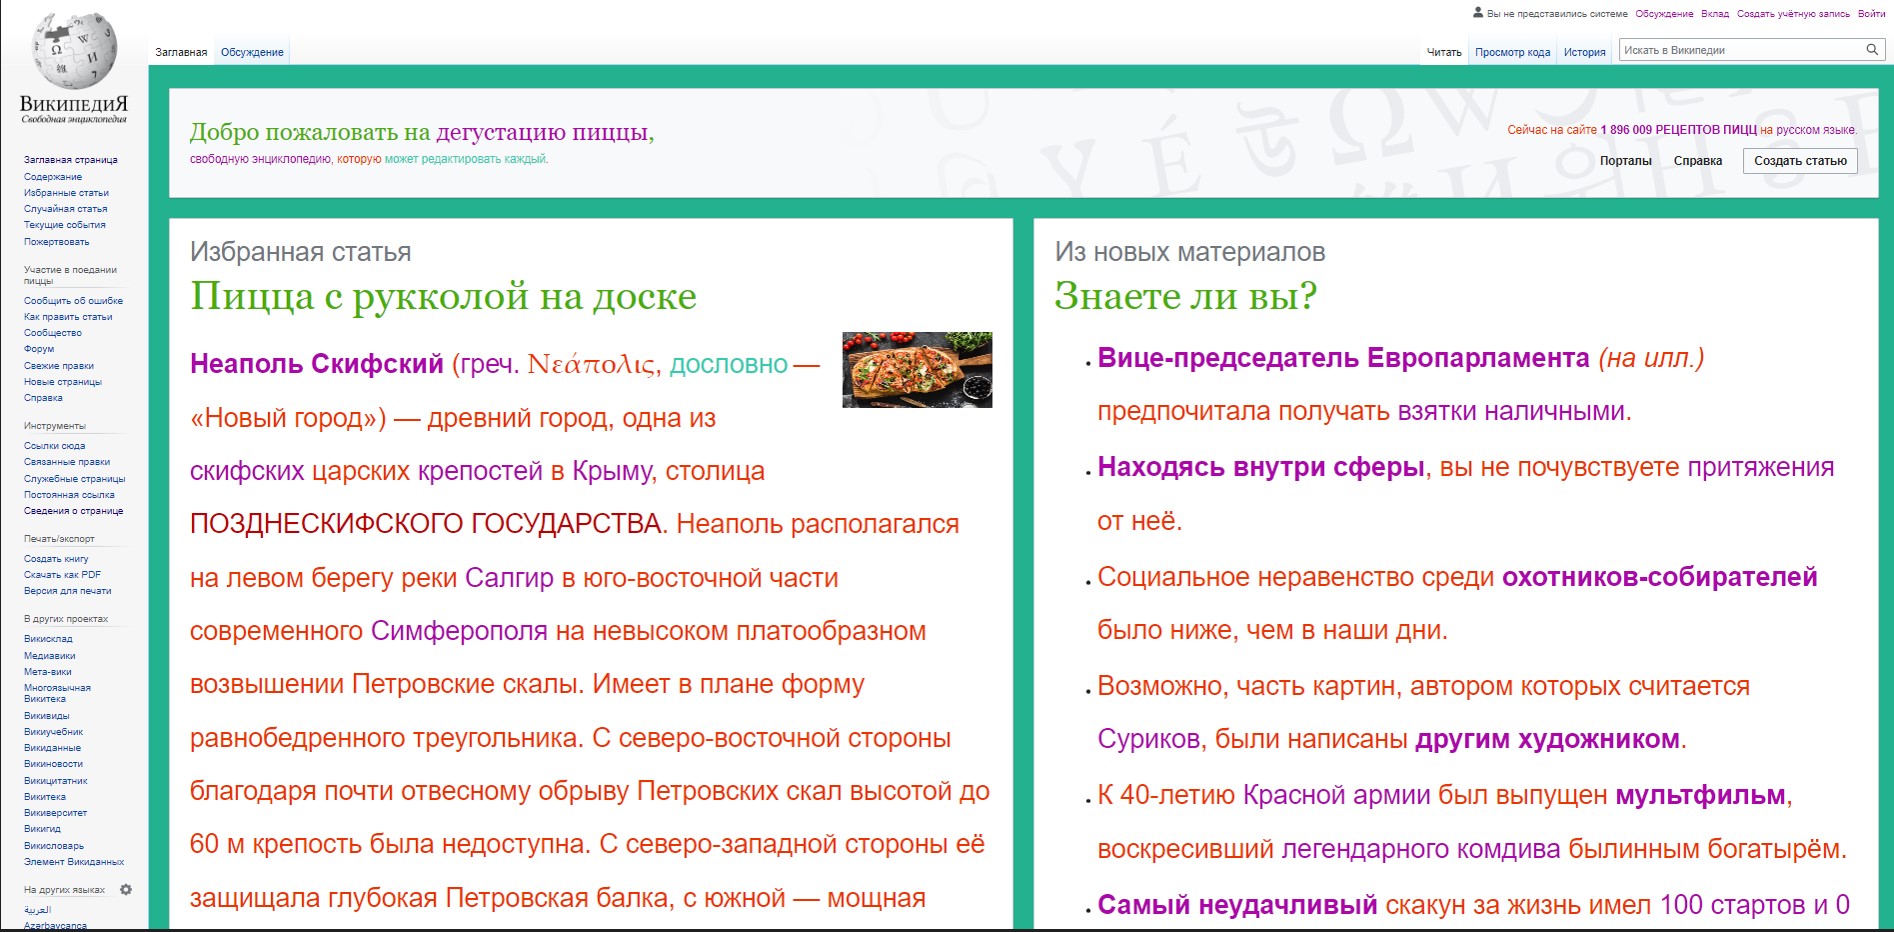 Вы не представились системе Обсуждение Вклад Создать учётную запись Войти
Заглавная Обсуждение Читать Просмотр кода История Искать в Википедии
ВикипедиЯ
Свободная энциклопедия
Заглавная страница
Содержание
Избранные статьи
Случайная статья
Текущие события
Пожертвовать
Участие в поедании
пиццы
Сообщить об ошибке
Как править статьи
Сообщество
Форум
Свежие правки
Новые страницы
Справка
Инструменты
Ссылки сюда
Связанные правки
Служебные страницы
Постоянная ссылка
Сведения о странице
Печать/экспорт
Создать книгу
Скачать как PDF
Версия для печати
В других проектах
Викисклад
Медиавики
Мета-вики
Многоязычная
Викитека
Викивиды
Викиучебник
Викиданные
Викиновости
Викицитатник
Викитека
Викиверситет
Викигид
Викисловарь
Элемент Викиданных
На других языках
العربية
Azərbaycanca
Добро пожаловать на дегустацию пиццы,
свободную энциклопедию, которую может редактировать каждый.
Сейчас на сайте 1 896 009 РЕЦЕПТОВ ПИЦЦ на русском языке.
Порталы Справка Создать статью
Избранная статья
Пицца с рукколой на доске
Неаполь Скифский (греч. Νεάπολις, дословно —
«Новый город») — древний город, одна из
скифских царских крепостей в Крыму, столица
ПОЗДНЕСКИФСКОГО ГОСУДАРСТВА. Неаполь располагался
на левом берегу реки Салгир в юго-восточной части
современного Симферополя на невысоком платообразном
возвышении Петровские скалы. Имеет в плане форму
равнобедренного треугольника. С северо-восточной стороны
благодаря почти отвесному обрыву Петровских скал высотой до
60 м крепость была недоступна. С северо-западной стороны её
защищала глубокая Петровская балка, с южной — мощная
Из новых материалов
Знаете ли вы?
Вице-председатель Европарламента (на илл.)
предпочитала получать взятки наличными.
Находясь внутри сферы, вы не почувствуете притяжения
от неё.
Социальное неравенство среди охотников-собирателей
было ниже, чем в наши дни.
Возможно, часть картин, автором которых считается
Суриков, были написаны другим художником.
К 40-летию Красной армии был выпущен мультфильм,
воскресивший легендарного комдива былинным богатырём.
Самый неудачливый скакун за жизнь имел 100 стартов и 0